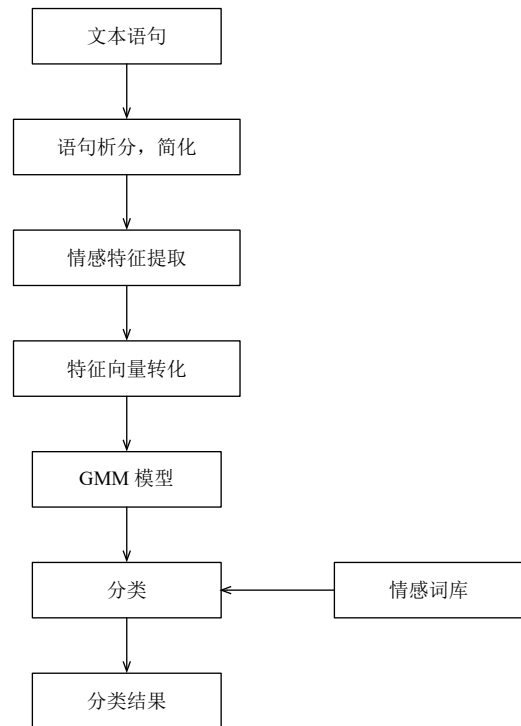 文本语句
语句析分，简化
情感特征提取
特征向量转化
GMM 模型
分类
情感词库
分类结果